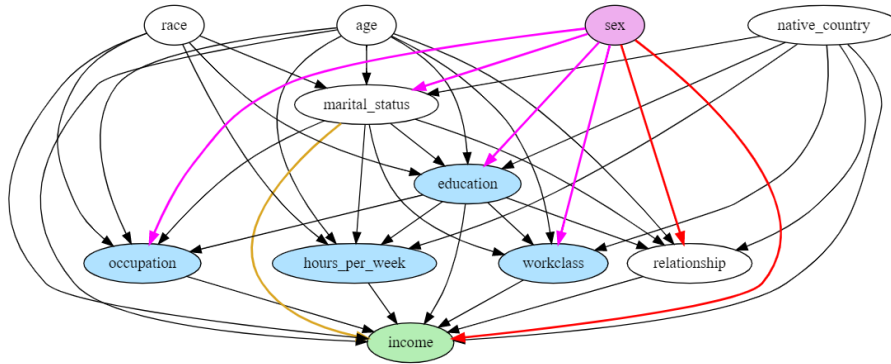 race
age
sex
native_country
marital_status
education
occupation
hours_per_week
workclass
relationship
income